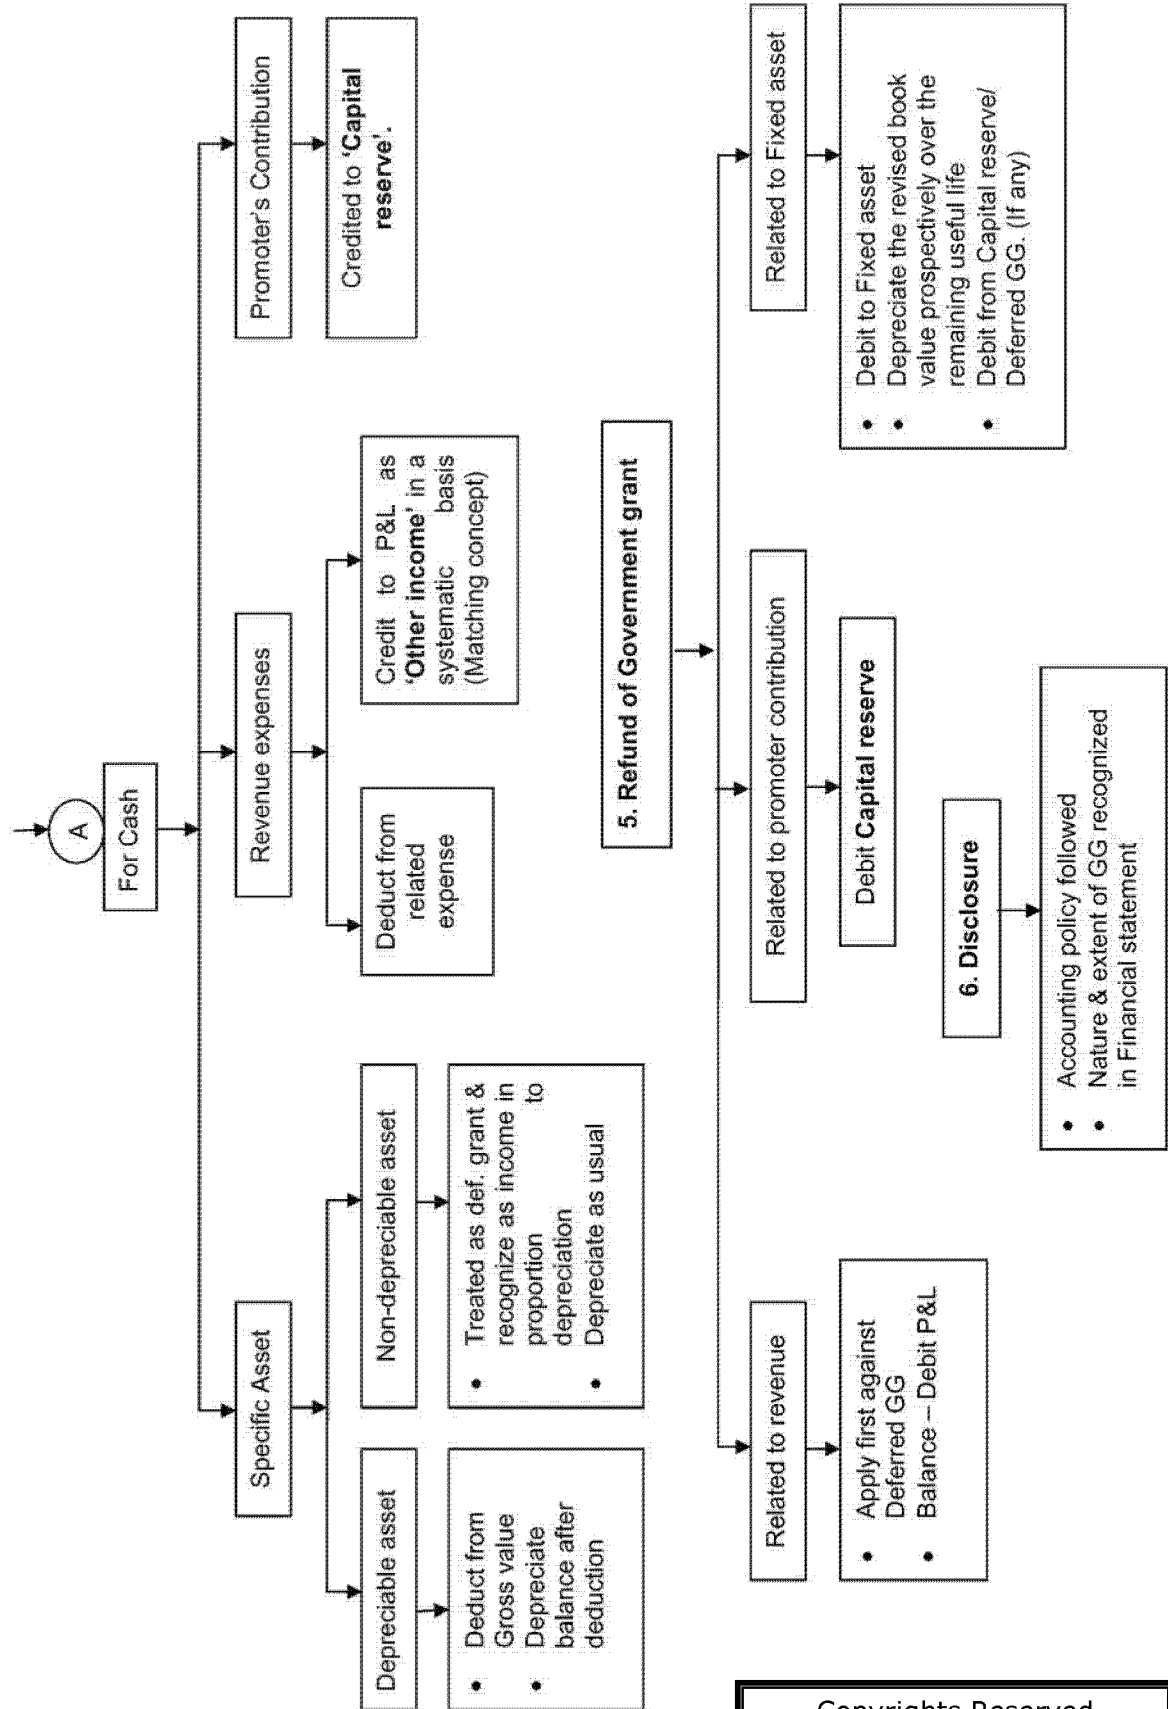 A
For Cash
Specific Asset
Revenue expenses
Promoter's Contribution
Depreciable asset
Non-depreciable asset
Deduct from
related
expense
Credit to P&L as
'Other income' in a
systematic basis
(Matching concept)
Credited to 'Capital
reserve'.
• Deduct from
Gross value
• Depreciate
balance after
deduction
• Treated as def. grant &
recognize as income in
proportion to
depreciation
• Depreciate as usual
5. Refund of Government grant
Related to revenue
Related to promoter contribution
Related to Fixed asset
• Apply first against
Deferred GG
• Balance – Debit P&L
Debit Capital reserve
• Debit to Fixed asset
• Depreciate the revised book
value prospectively over the
remaining useful life
• Debit from Capital reserve/
Deferred GG. (If any)
6. Disclosure
• Accounting policy followed
• Nature & extent of GG recognized
in Financial statement
Copyrights Reserved